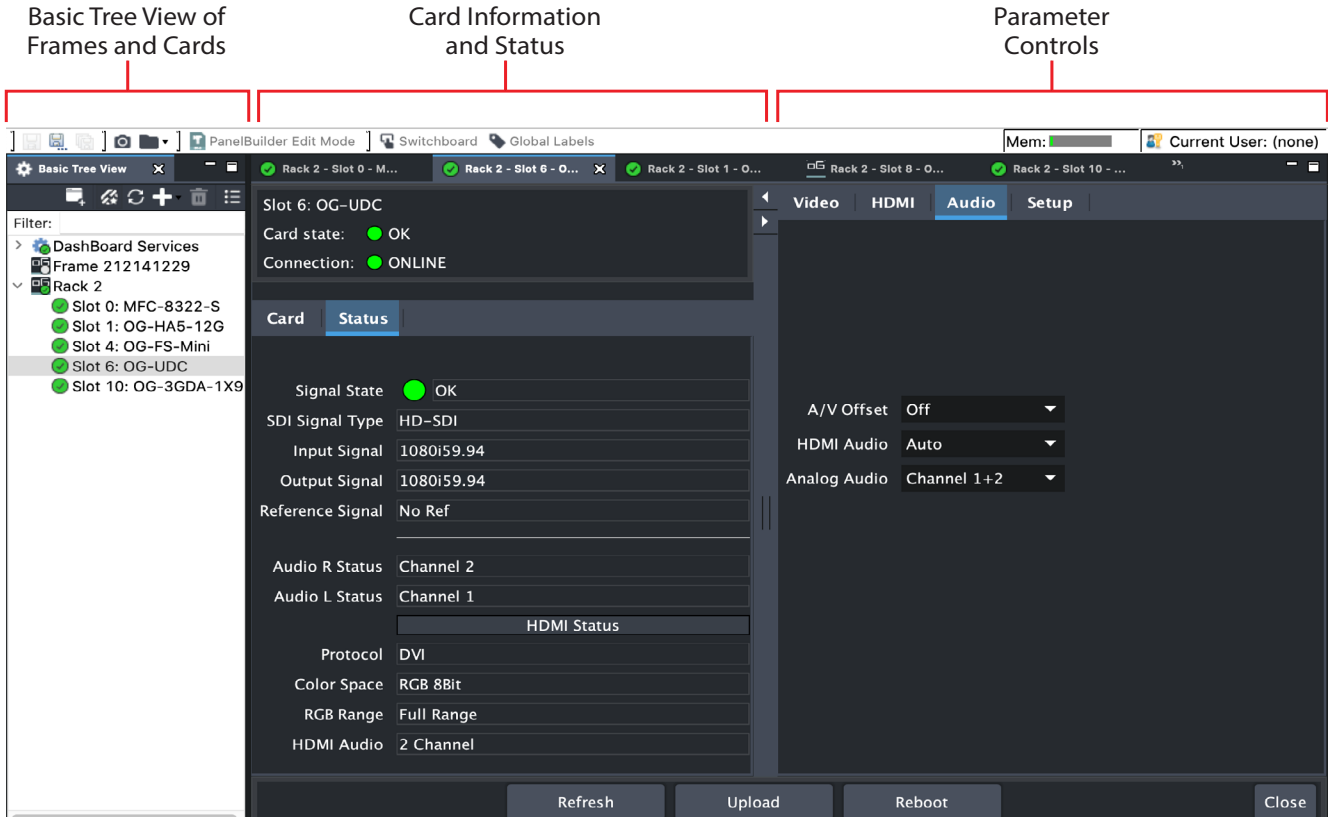 Basic Tree View of
Frames and Cards
Card Information
and Status
Parameter
Controls
PanelBuilder Edit Mode
Switchboard
Global Labels
Mem:
Current User: (none)
Basic Tree View
Rack 2 - Slot 0 - M...
Rack 2 - Slot 6 - O...
Rack 2 - Slot 1 - O...
Rack 2 - Slot 8 - O...
Rack 2 - Slot 10 - ...
Filter:
DashBoard Services
Frame 212141229
Rack 2
Slot 0: MFC-8322-S
Slot 1: OG-HA5-12G
Slot 4: OG-FS-Mini
Slot 6: OG-UDC
Slot 10: OG-3GDA-1X9
Slot 6: OG-UDC
Card state: OK
Connection: ONLINE
Card Status
Signal State OK
SDI Signal Type HD-SDI
Input Signal 1080i59.94
Output Signal 1080i59.94
Reference Signal No Ref
Audio R Status Channel 2
Audio L Status Channel 1
HDMI Status
Protocol DVI
Color Space RGB 8Bit
RGB Range Full Range
HDMI Audio 2 Channel
Video HDMI Audio Setup
A/V Offset Off
HDMI Audio Auto
Analog Audio Channel 1+2
Refresh Upload Reboot Close